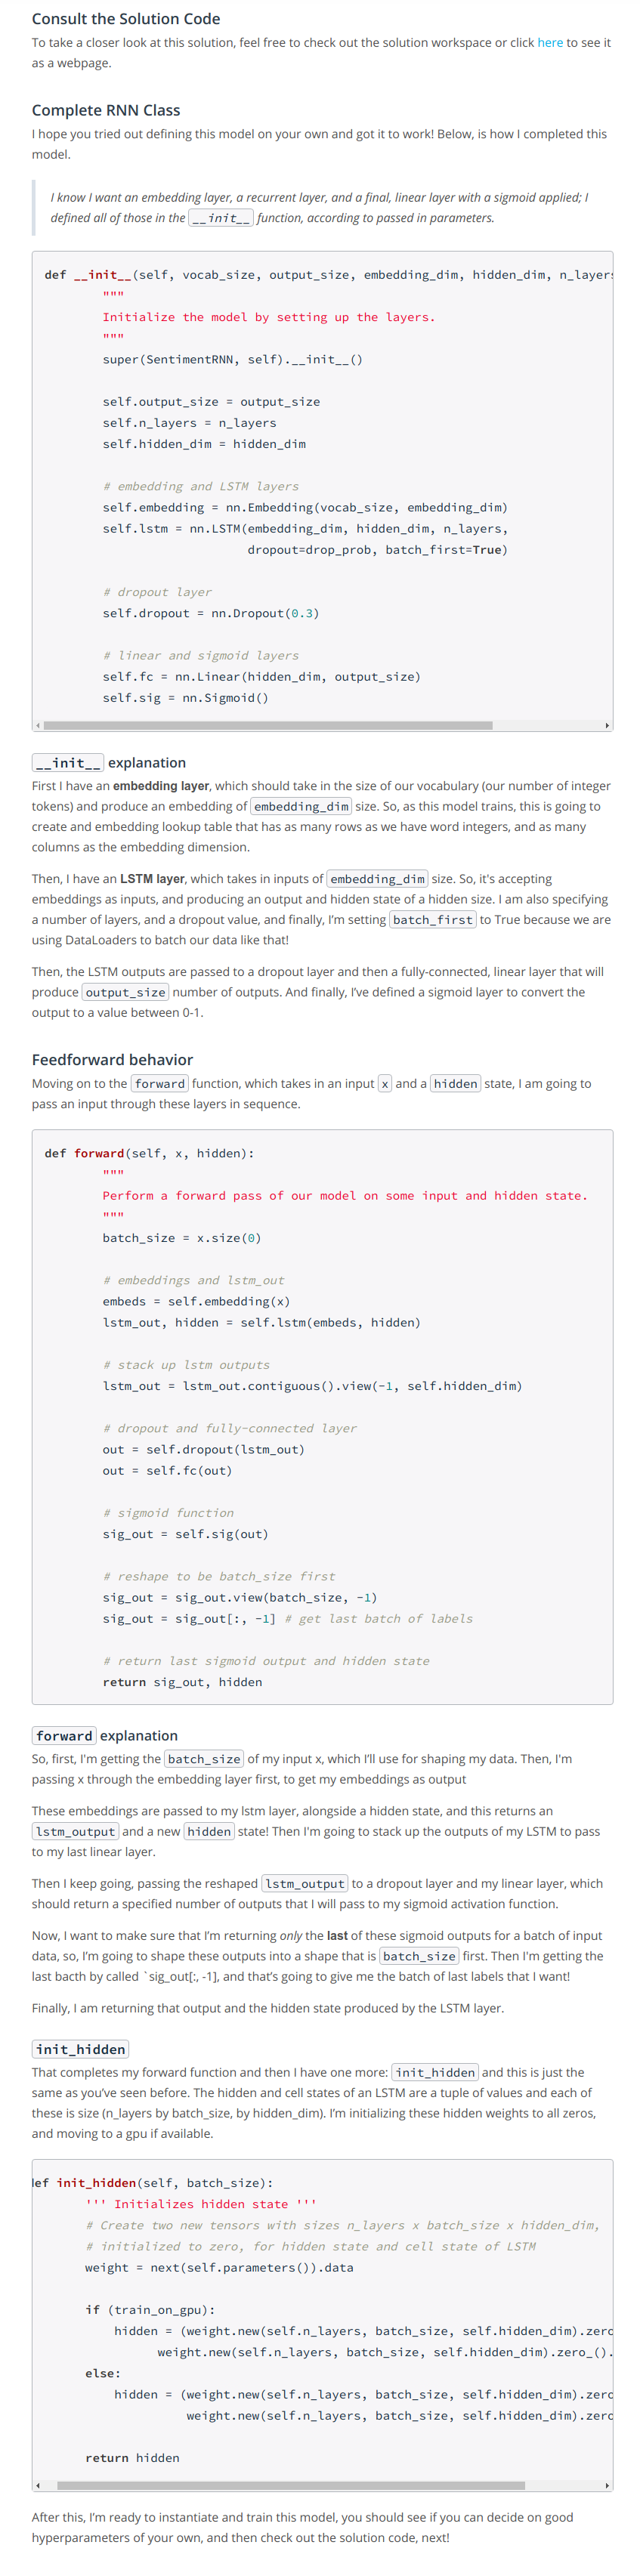 Consult the Solution Code
To take a closer look at this solution, feel free to check out the solution workspace or click here to see it
as a webpage.
Complete RNN Class
I hope you tried out defining this model on your own and got it to work! Below, is how I completed this
model.
I know I want an embedding layer, a recurrent layer, and a final, linear layer with a sigmoid applied; I
defined all of those in the __init__ function, according to passed in parameters.
def __init__(self, vocab_size, output_size, embedding_dim, hidden_dim, n_layers
"""
Initialize the model by setting up the layers.
"""
super(SentimentRNN, self).__init__()
self.output_size = output_size
self.n_layers = n_layers
self.hidden_dim = hidden_dim
# embedding and LSTM layers
self.embedding = nn.Embedding(vocab_size, embedding_dim)
self.lstm = nn.LSTM(embedding_dim, hidden_dim, n_layers,
dropout=drop_prob, batch_first=True)
# dropout layer
self.dropout = nn.Dropout(0.3)
# linear and sigmoid layers
self.fc = nn.Linear(hidden_dim, output_size)
self.sig = nn.Sigmoid()
__init__ explanation
First I have an embedding layer, which should take in the size of our vocabulary (our number of integer
tokens) and produce an embedding of embedding_dim size. So, as this model trains, this is going to
create and embedding lookup table that has as many rows as we have word integers, and as many
columns as the embedding dimension.
Then, I have an LSTM layer, which takes in inputs of embedding_dim size. So, it's accepting
embeddings as inputs, and producing an output and hidden state of a hidden size. I am also specifying
a number of layers, and a dropout value, and finally, I'm setting batch_first to True because we are
using DataLoaders to batch our data like that!
Then, the LSTM outputs are passed to a dropout layer and then a fully-connected, linear layer that will
produce output_size number of outputs. And finally, I've defined a sigmoid layer to convert the
output to a value between 0-1.
Feedforward behavior
Moving on to the forward function, which takes in an input x and a hidden state, I am going to
pass an input through these layers in sequence.
def forward(self, x, hidden):
"""
Perform a forward pass of our model on some input and hidden state.
"""
batch_size = x.size(0)
# embeddings and lstm_out
embeds = self.embedding(x)
lstm_out, hidden = self.lstm(embeds, hidden)
# stack up lstm outputs
lstm_out = lstm_out.contiguous().view(-1, self.hidden_dim)
# dropout and fully-connected layer
out = self.dropout(lstm_out)
out = self.fc(out)
# sigmoid function
sig_out = self.sig(out)
# reshape to be batch_size first
sig_out = sig_out.view(batch_size, -1)
sig_out = sig_out[:, -1] # get last batch of labels
# return last sigmoid output and hidden state
return sig_out, hidden
forward explanation
So, first, I'm getting the batch_size of my input x, which I'll use for shaping my data. Then, I'm
passing x through the embedding layer first, to get my embeddings as output
These embeddings are passed to my lstm layer, alongside a hidden state, and this returns an
lstm_output and a new hidden state! Then I'm going to stack up the outputs of my LSTM to pass
to my last linear layer.
Then I keep going, passing the reshaped lstm_output to a dropout layer and my linear layer, which
should return a specified number of outputs that I will pass to my sigmoid activation function.
Now, I want to make sure that I'm returning only the last of these sigmoid outputs for a batch of input
data, so, I'm going to shape these outputs into a shape that is batch_size first. Then I'm getting the
last bacth by called `sig_out[:, -1], and that's going to give me the batch of last labels that I want!
Finally, I am returning that output and the hidden state produced by the LSTM layer.
init_hidden
That completes my forward function and then I have one more: init_hidden and this is just the
same as you've seen before. The hidden and cell states of an LSTM are a tuple of values and each of
these is size (n_layers by batch_size, by hidden_dim). I'm initializing these hidden weights to all zeros,
and moving to a gpu if available.
def init_hidden(self, batch_size):
''' Initializes hidden state '''
# Create two new tensors with sizes n_layers x batch_size x hidden_dim,
# initialized to zero, for hidden state and cell state of LSTM
weight = next(self.parameters()).data
if (train_on_gpu):
hidden = (weight.new(self.n_layers, batch_size, self.hidden_dim).zero
weight.new(self.n_layers, batch_size, self.hidden_dim).zero_().
else:
hidden = (weight.new(self.n_layers, batch_size, self.hidden_dim).zero
weight.new(self.n_layers, batch_size, self.hidden_dim).zero
return hidden
After this, I'm ready to instantiate and train this model, you should see if you can decide on good
hyperparameters of your own, and then check out the solution code, next!